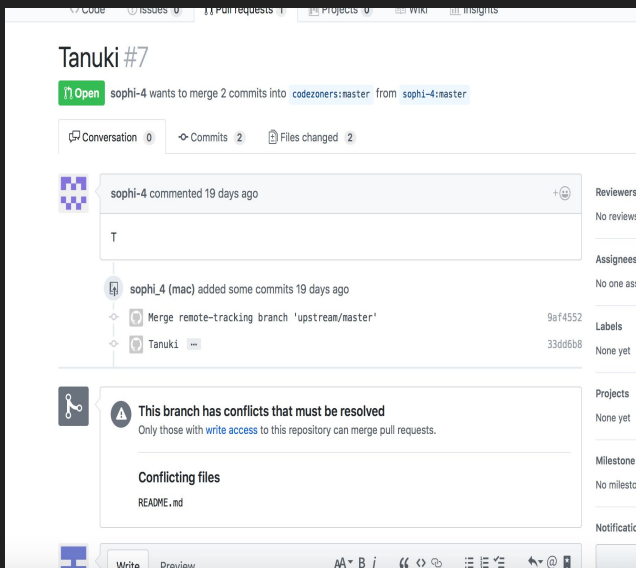 Code Issues 0 Pull requests 1 Projects 0 Wiki Insights
Tanuki #7
Open sophi-4 wants to merge 2 commits into codezoners:master from sophi-4:master
Conversation 0 Commits 2 Files changed 2
sophi-4 commented 19 days ago
Reviewers
No reviews
T
Assignees
No one ass
sophi_4 (mac) added some commits 19 days ago
Merge remote-tracking branch 'upstream/master' 9af4552
Labels
Tanuki … 33dd6b8
None yet
Projects
This branch has conflicts that must be resolved
None yet
Only those with write access to this repository can merge pull requests.
Milestone
Conflicting files
No milesto
README.md
Notificatio
Write Preview AA B i “ <> @